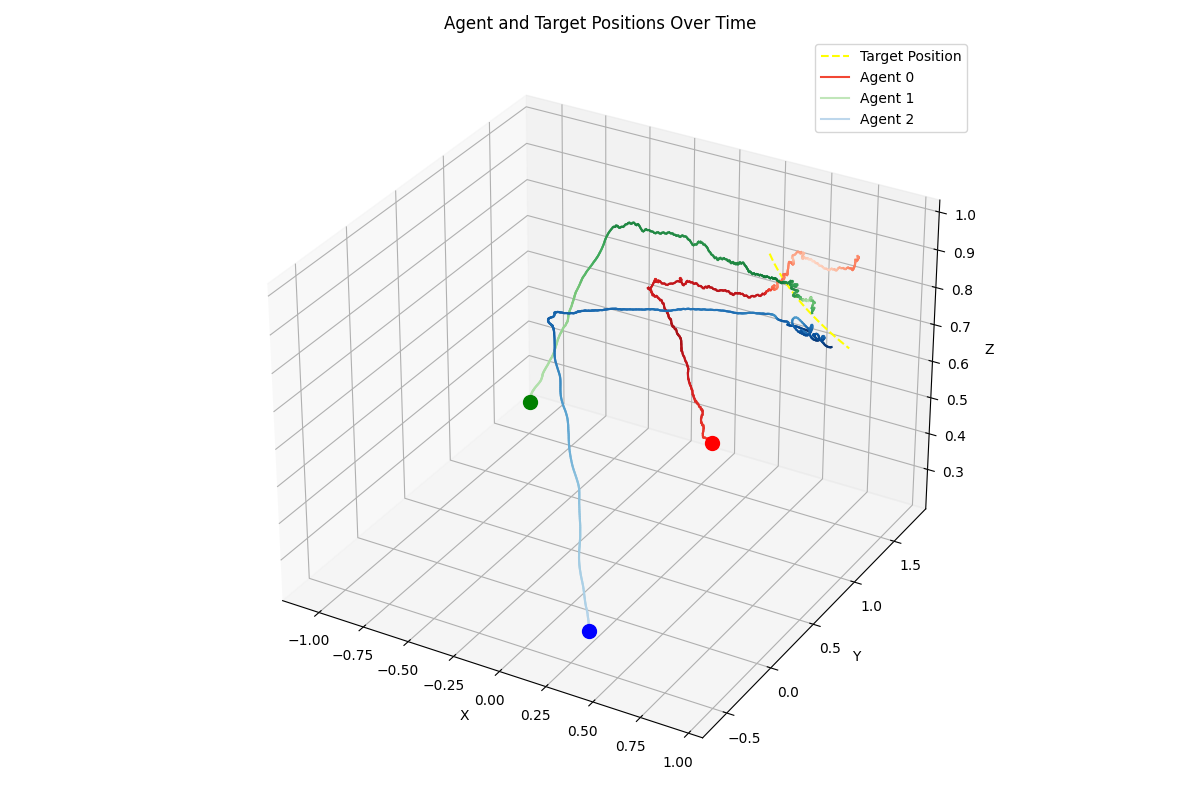 Agent and Target Positions Over Time
Target Position
Agent 0
Agent 1
Agent 2
1.0
0.9
0.8
0.7
0.6
0.5
0.4
0.3
Z
1.5
1.0
0.5
0.0
−0.5
Y
−1.00
−0.75
−0.50
−0.25
0.00
0.25
0.50
0.75
1.00
X